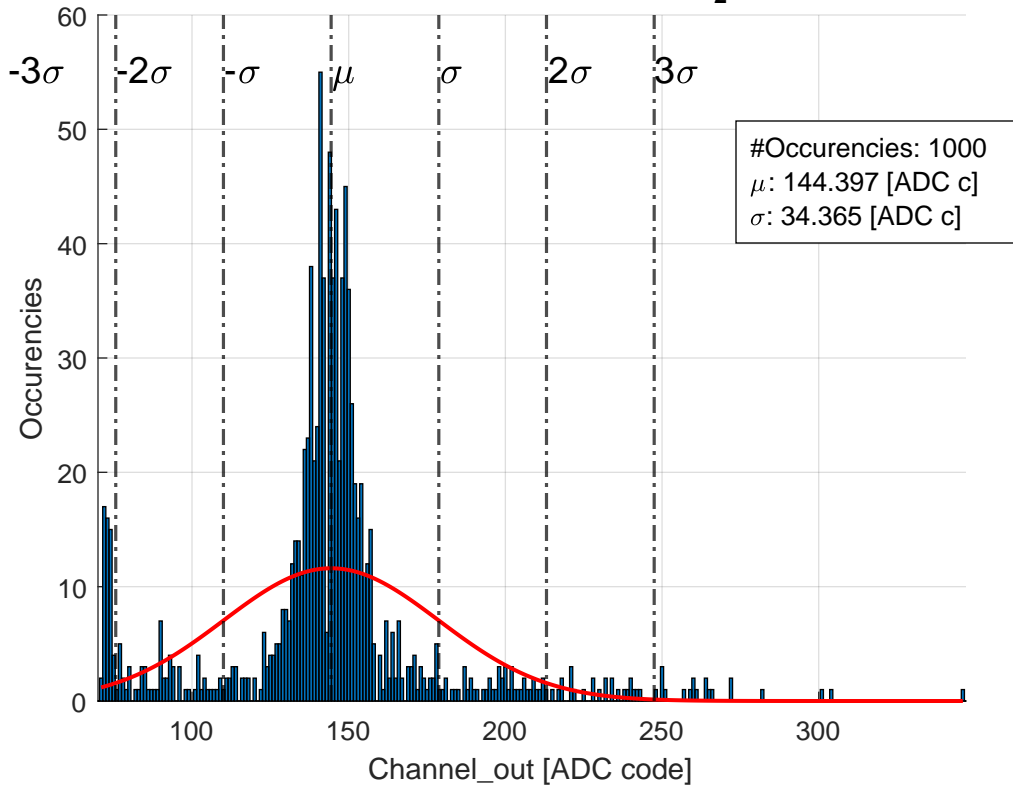 2
60
50
40
30
20
10
0
Occurencies
-3σ -2σ -σ μ σ 2σ 3σ
#Occurencies: 1000
μ: 144.397 [ADC c]
σ: 34.365 [ADC c]
100 150 200 250 300
Channel_out [ADC code]